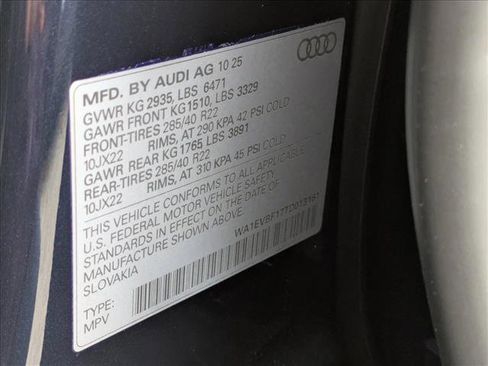 MFD. BY AUDI AG 10 25
GVWR KG 2935, LBS 6471
GAWR FRONT KG1510, LBS 3329
FRONT-TIRES 285/40 R22
10JX22 RIMS, AT 290 KPA 42 PSI COLD
GAWR REAR KG1765 LBS 3891
REAR-TIRES 285/40 R22
10JX22 RIMS, AT 310 KPA 45 PSI COLD
THIS VEHICLE CONFORMS TO ALL APPLICABLE
U.S. FEDERAL MOTOR VEHICLE SAFETY
STANDARDS IN EFFECT ON THE DATE OF
MANUFACTURE SHOWN ABOVE.
SLOVAKIA
WA1EVBF17TD013161
TYPE:
MPV